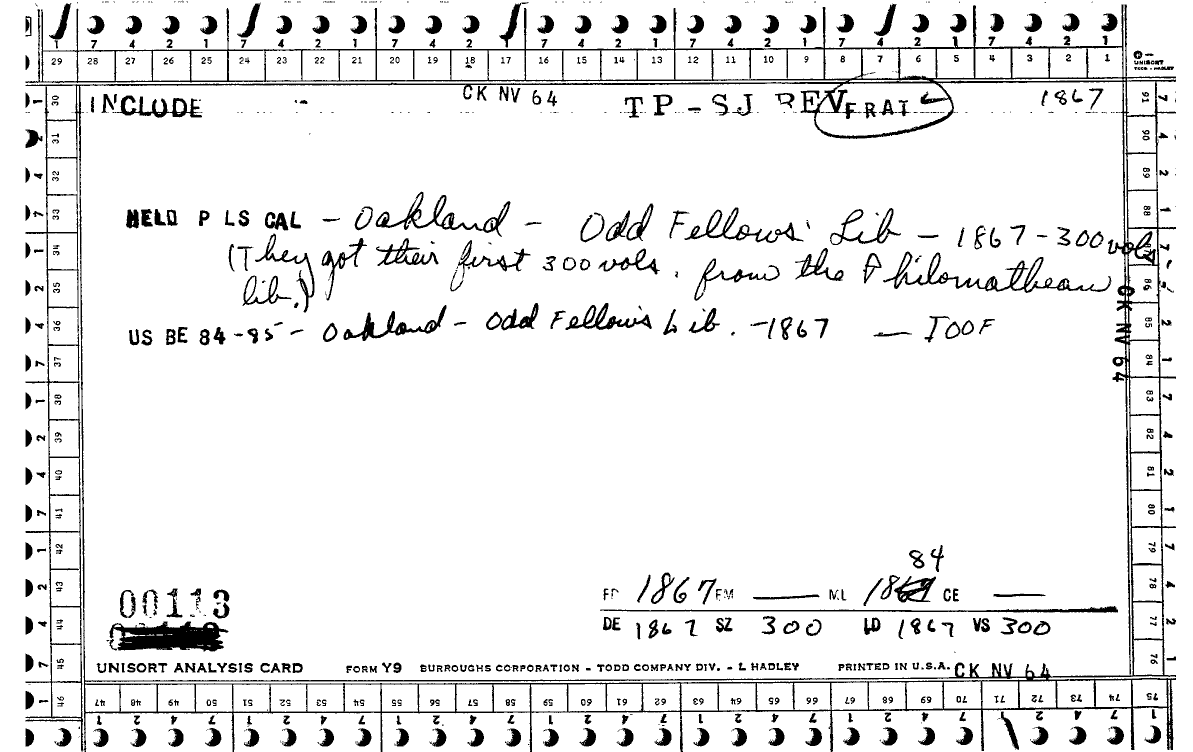 7 4 2 1 7 4 2 1 7 4 2 1 7 4 2 1 7 4 2 1 7 4 2 1 7 4 2 1
29 28 27 26 25 24 23 22 21 20 19 18 17 16 15 14 13 12 11 10 9 8 7 6 5 4 3 2 1
UNISORT
TODD - HADLEY
INCLUDE CK NV 64 TP - SJ REV FRAT 1867
HELD P LS CAL - Oakland - Odd Fellows' Lib - 1867 - 300 vols
(They got their first 300 vols. from the Philomathean
lib.)
US BE 84-85 - Oakland - Odd Fellows Lib. - 1867 — IOOF
CK NV 64
84
00113
FD 1867 FM —— ML 1867 CE ——
DE 1867 SZ 300 LD 1867 VS 300
UNISORT ANALYSIS CARD FORM Y9 BURROUGHS CORPORATION - TODD COMPANY DIV. - L HADLEY PRINTED IN U.S.A. CK NV 64
30 31 32 33 34 35 36 37 38 39 40 41 42 43 44 45 46
47 48 49 50 51 52 53 54 55 56 57 58 59 60 61 62 63 64 65 66 67 68 69 70 71 72 73 74 75
91 90 89 88 87 86 85 84 83 82 81 80 79 78 77 76